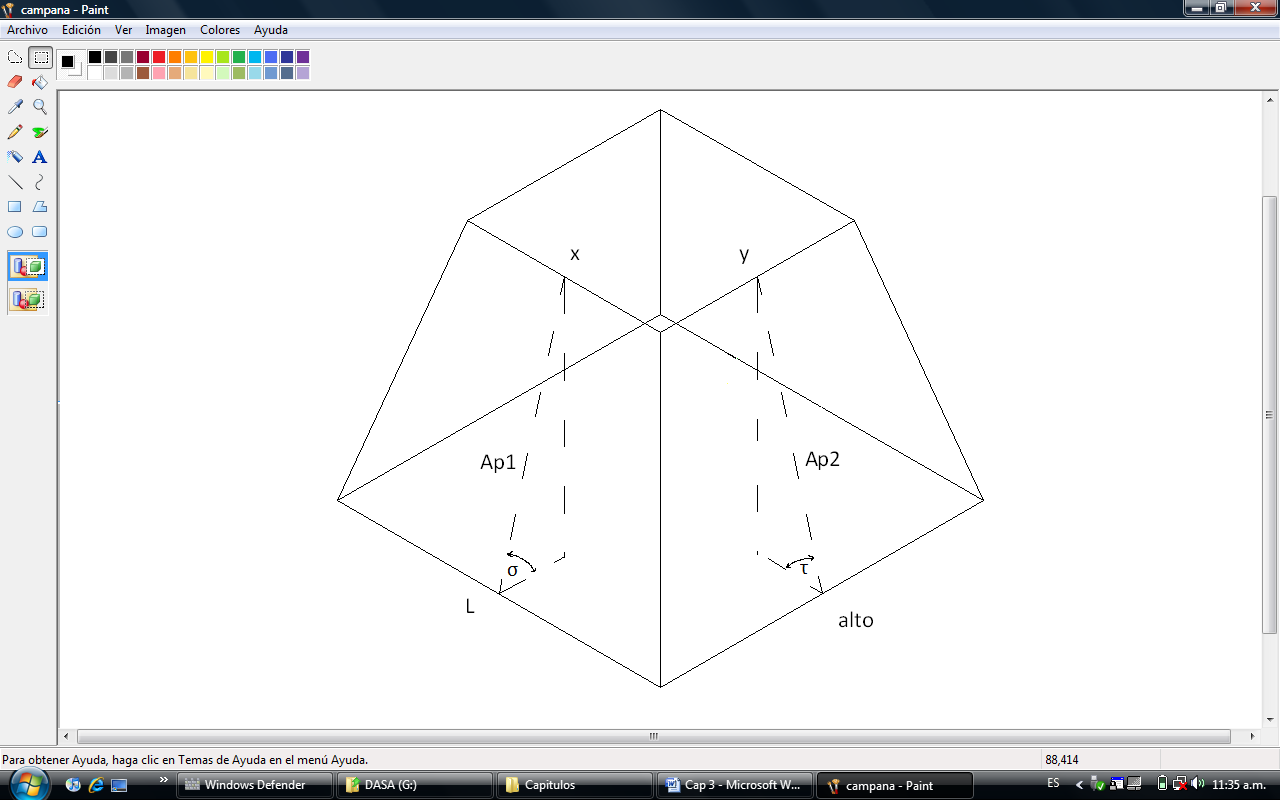 campana - Paint
Archivo Edición Ver Imagen Colores Ayuda
x y
Ap1 Ap2
σ τ
L alto
Para obtener Ayuda, haga clic en Temas de Ayuda en el menú Ayuda. 88,414
» Windows Defender DASA (G:) Capitulos Cap 3 - Microsoft W... campana - Paint ES 11:35 a.m.